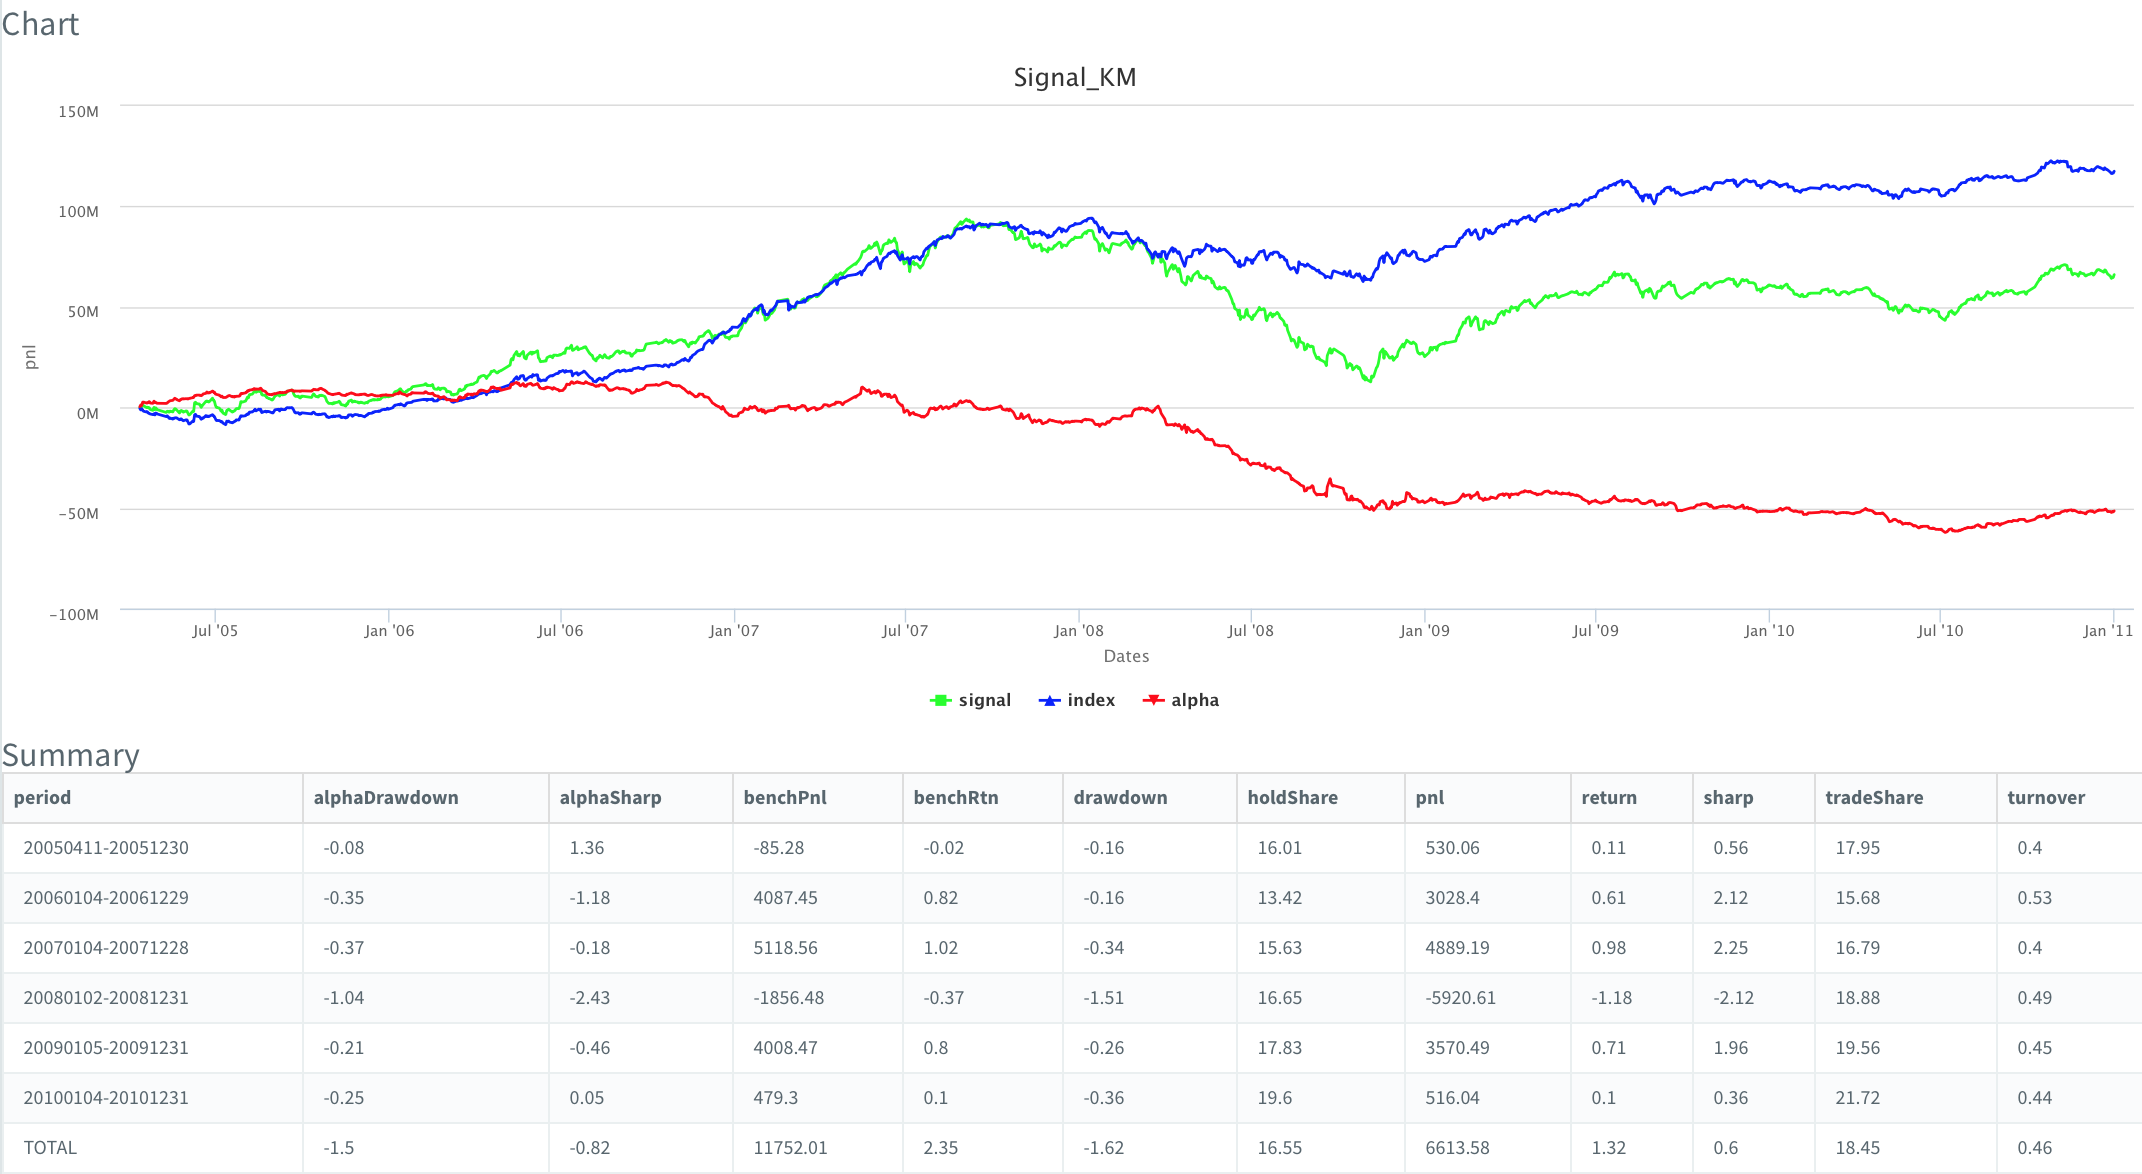 Chart
Signal_KM
150M
100M
50M
0M
−50M
−100M
pnl
Jul '05 Jan '06 Jul '06 Jan '07 Jul '07 Jan '08 Jul '08 Jan '09 Jul '09 Jan '10 Jul '10 Jan '11
Dates
signal index alpha
Summary
period alphaDrawdown alphaSharp benchPnl benchRtn drawdown holdShare pnl return sharp tradeShare turnover
20050411-20051230 -0.08 1.36 -85.28 -0.02 -0.16 16.01 530.06 0.11 0.56 17.95 0.4
20060104-20061229 -0.35 -1.18 4087.45 0.82 -0.16 13.42 3028.4 0.61 2.12 15.68 0.53
20070104-20071228 -0.37 -0.18 5118.56 1.02 -0.34 15.63 4889.19 0.98 2.25 16.79 0.4
20080102-20081231 -1.04 -2.43 -1856.48 -0.37 -1.51 16.65 -5920.61 -1.18 -2.12 18.88 0.49
20090105-20091231 -0.21 -0.46 4008.47 0.8 -0.26 17.83 3570.49 0.71 1.96 19.56 0.45
20100104-20101231 -0.25 0.05 479.3 0.1 -0.36 19.6 516.04 0.1 0.36 21.72 0.44
TOTAL -1.5 -0.82 11752.01 2.35 -1.62 16.55 6613.58 1.32 0.6 18.45 0.46